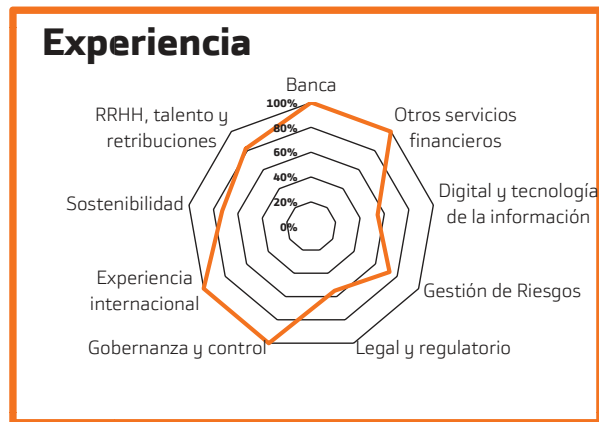 Experiencia
Banca
RRHH, talento y
retribuciones
Otros servicios
financieros
100%
80%
60%
40%
20%
0%
Sostenibilidad
Digital y tecnología
de la información
Experiencia
internacional
Gestión de Riesgos
Gobernanza y control
Legal y regulatorio